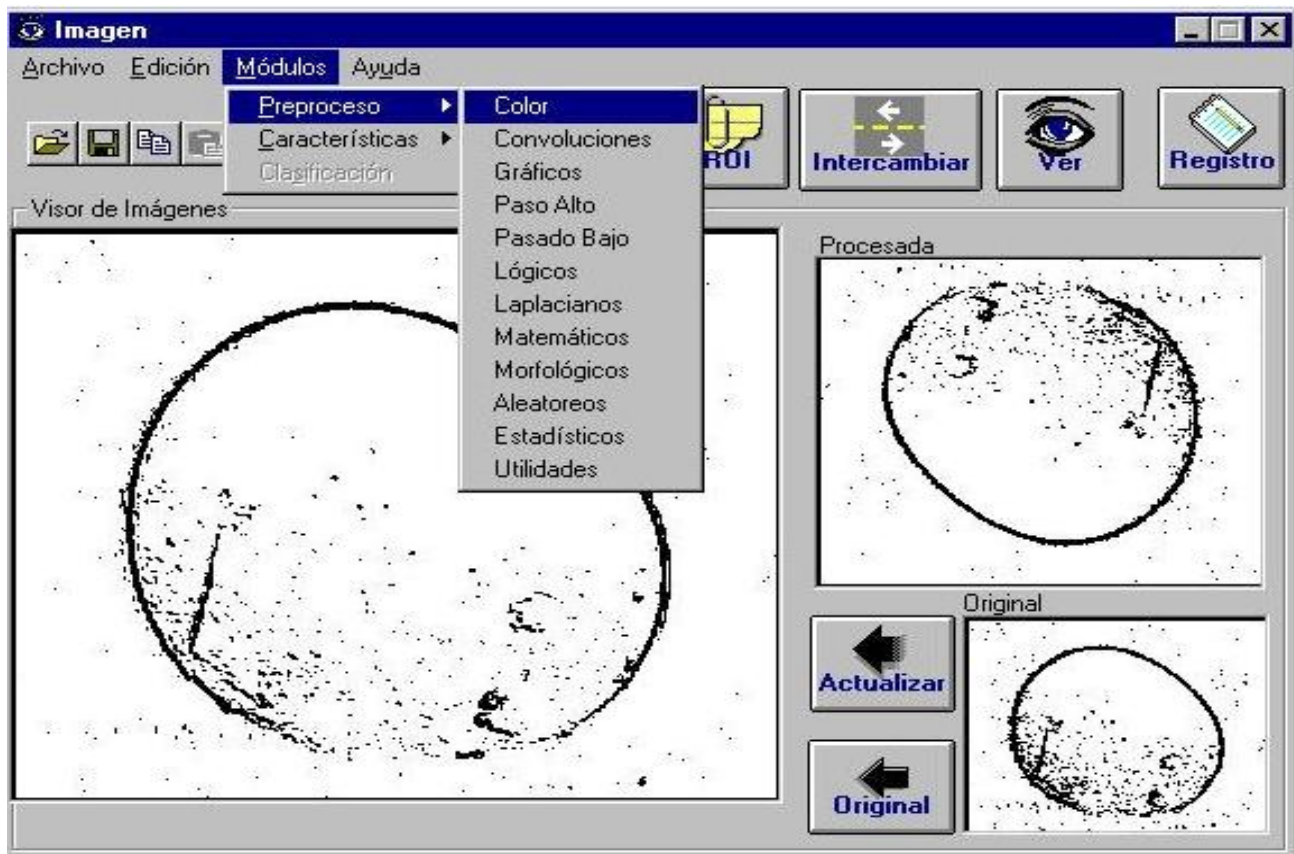 Imagen
Archivo Edición Módulos Ayuda
Preproceso
Características
Clasificación
Color
Convoluciones
Gráficos
Paso Alto
Pasado Bajo
Lógicos
Laplacianos
Matemáticos
Morfológicos
Aleatoreos
Estadísticos
Utilidades
ROI
Intercambiar
Ver
Registro
Visor de Imágenes
Procesada
Original
Actualizar
Original